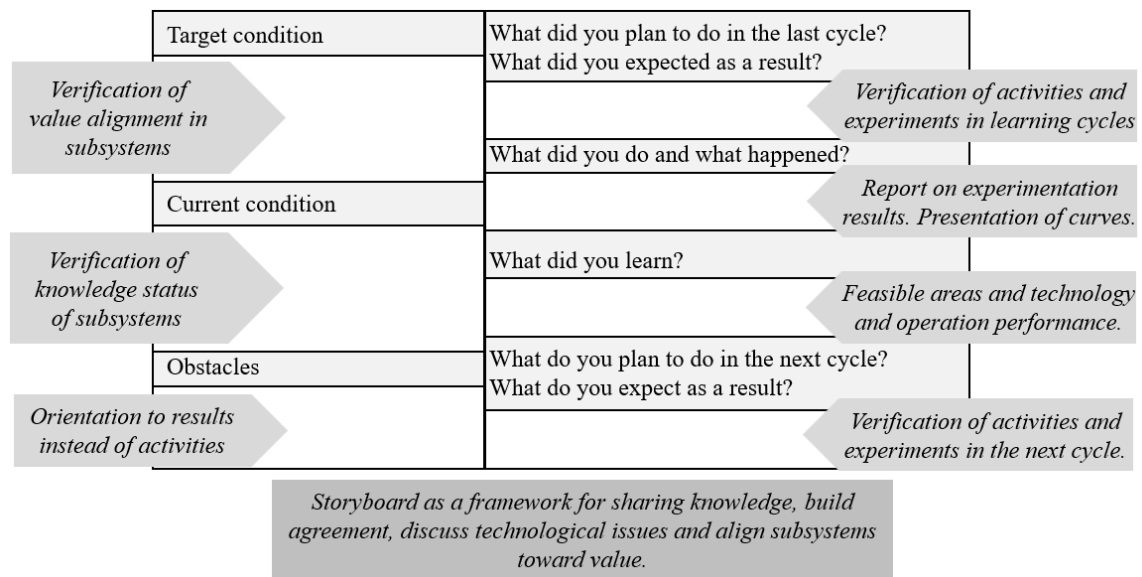 Target condition
Verification of
value alignment in
subsystems
Current condition
Verification of
knowledge status
of subsystems
Obstacles
Orientation to results
instead of activities
What did you plan to do in the last cycle?
What did you expected as a result?
Verification of activities and
experiments in learning cycles
What did you do and what happened?
Report on experimentation
results. Presentation of curves.
What did you learn?
Feasible areas and technology
and operation performance.
What do you plan to do in the next cycle?
What do you expect as a result?
Verification of activities and
experiments in the next cycle.
Storyboard as a framework for sharing knowledge, build
agreement, discuss technological issues and align subsystems
toward value.